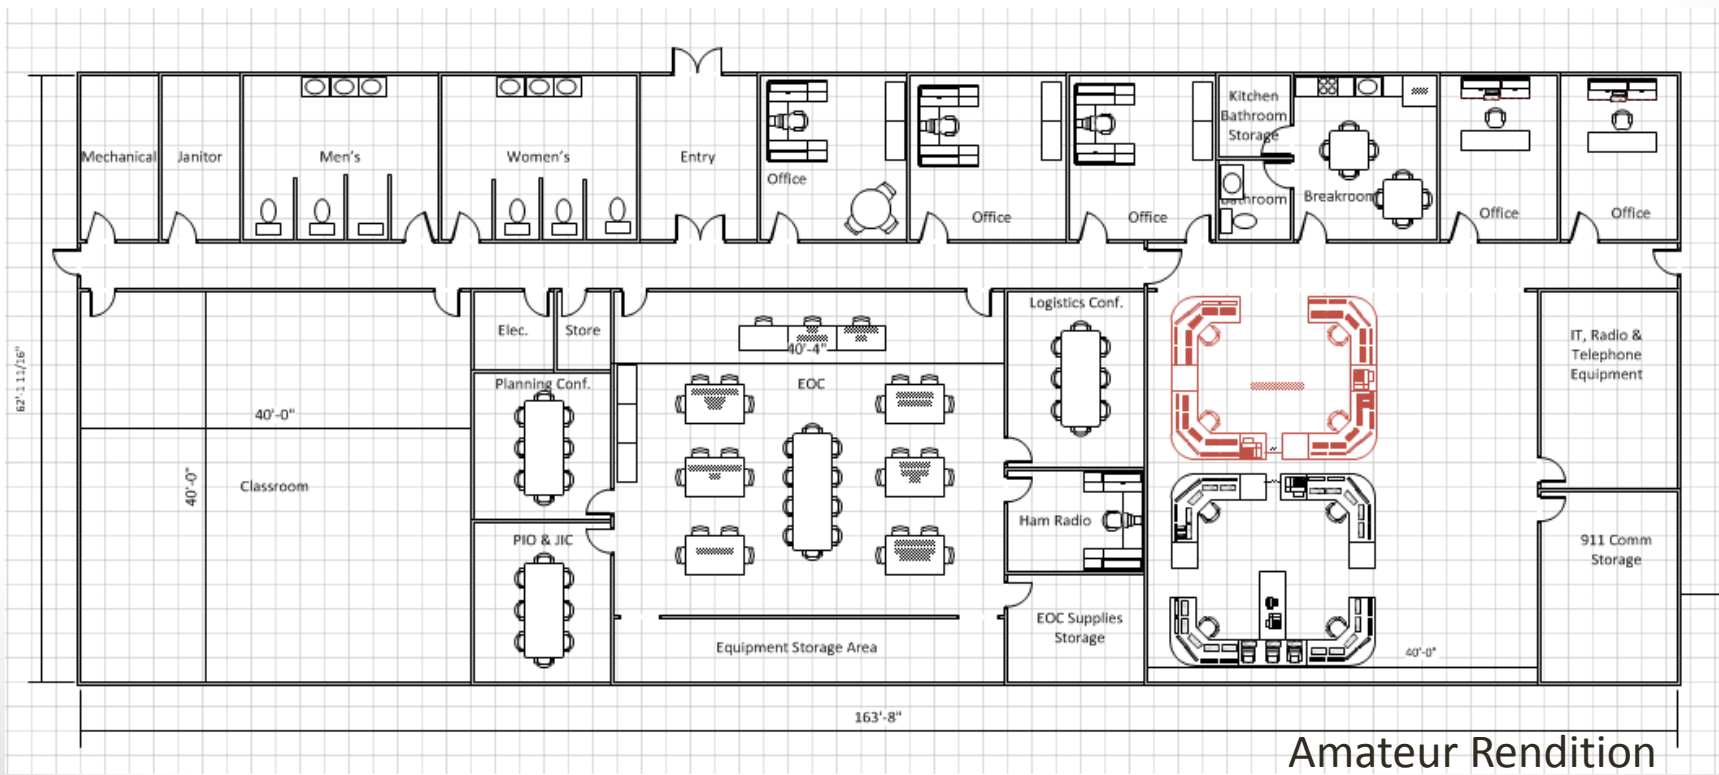 Mechanical
Janitor
Men's
Women's
Entry
Office
Office
Office
Kitchen
Bathroom
Storage
Bathroom
Breakroom
Office
Office
Elec.
Store
Logistics Conf.
40'-4"
EOC
Planning Conf.
IT, Radio &
Telephone
Equipment
62'-1 11/16"
40'-0"
40'-0"
Classroom
Ham Radio
PIO & JIC
911 Comm
Storage
EOC Supplies
Storage
Equipment Storage Area
40'-0"
163'-8"
Amateur Rendition